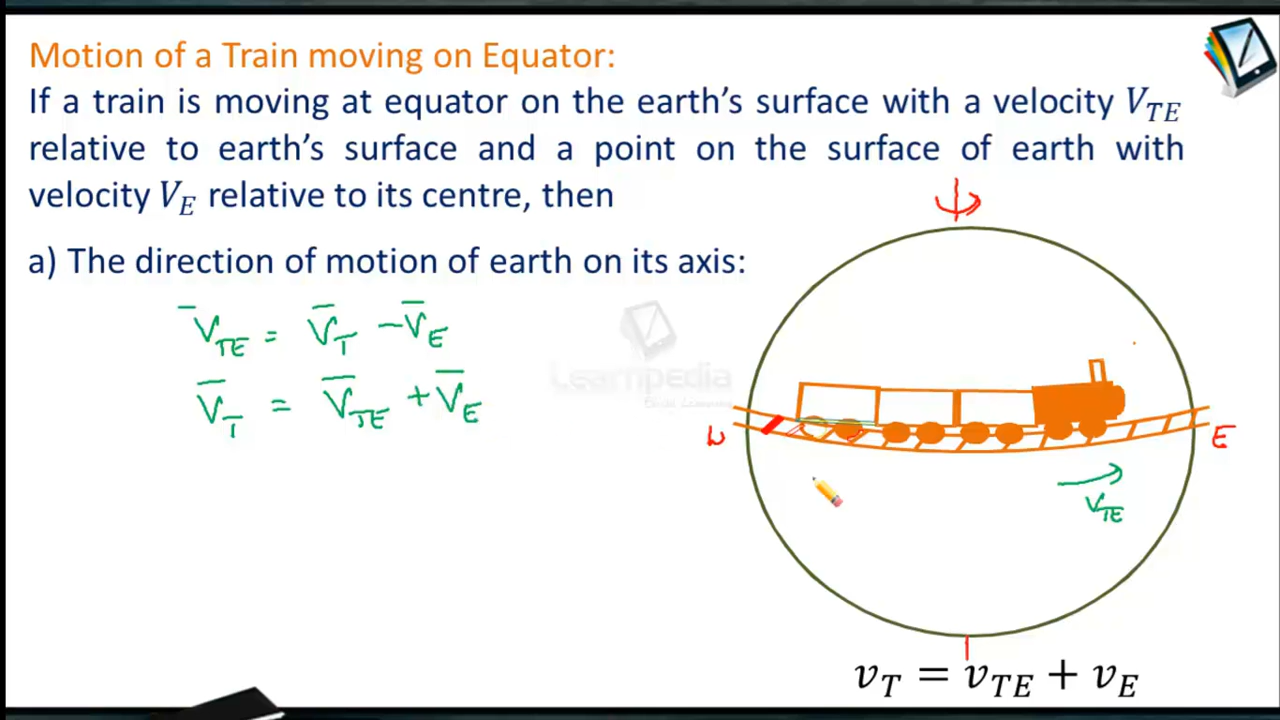 Motion of a Train moving on Equator:
If a train is moving at equator on the earth's surface with a velocity V_TE
relative to earth's surface and a point on the surface of earth with
velocity V_E relative to its centre, then
a) The direction of motion of earth on its axis:
V̅_TE = V̅_T − V̅_E
V̅_T = V̅_TE + V̅_E
Learnpedia
W
E
V_TE
v_T = v_TE + v_E